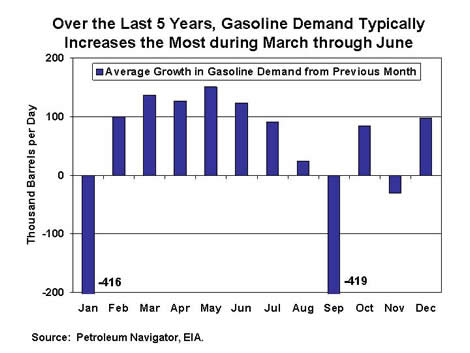 Over the Last 5 Years, Gasoline Demand Typically
Increases the Most during March through June
200
Average Growth in Gasoline Demand from Previous Month
100
0
-100
-200
Thousand Barrels per Day
-416
-419
Jan Feb Mar Apr May Jun Jul Aug Sep Oct Nov Dec
Source: Petroleum Navigator, EIA.